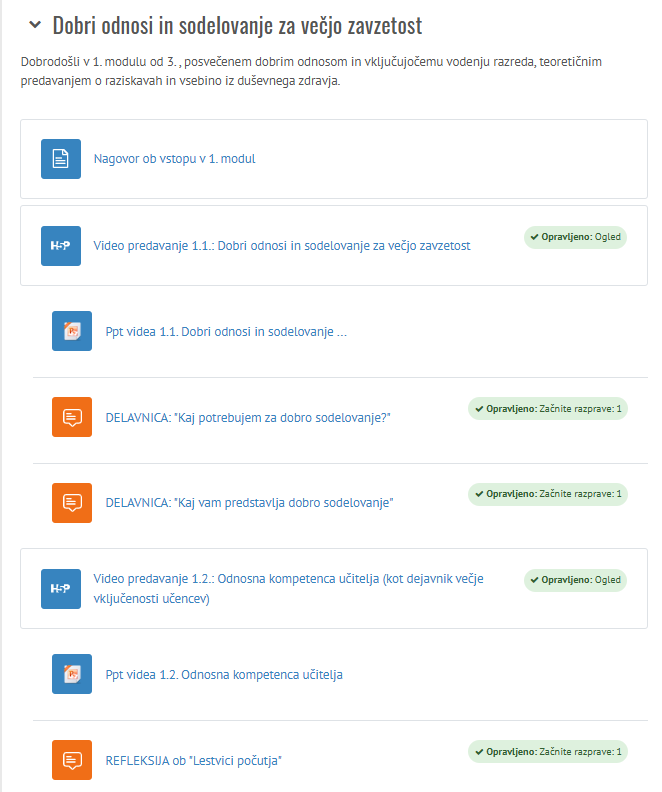 Dobri odnosi in sodelovanje za večjo zavzetost
Dobrodošli v 1. modulu od 3. , posvečenem dobrim odnosom in vključujočemu vodenju razreda, teoretičnim
predavanjem o raziskavah in vsebino iz duševnega zdravja.
Nagovor ob vstopu v 1. modul
H5P
Video predavanje 1.1.: Dobri odnosi in sodelovanje za večjo zavzetost
Opravljeno: Ogled
Ppt videa 1.1. Dobri odnosi in sodelovanje ...
DELAVNICA: "Kaj potrebujem za dobro sodelovanje?"
Opravljeno: Začnite razprave: 1
DELAVNICA: "Kaj vam predstavlja dobro sodelovanje"
Opravljeno: Začnite razprave: 1
H5P
Video predavanje 1.2.: Odnosna kompetenca učitelja (kot dejavnik večje
vključenosti učencev)
Opravljeno: Ogled
Ppt videa 1.2. Odnosna kompetenca učitelja
REFLEKSIJA ob "Lestvici počutja"
Opravljeno: Začnite razprave: 1